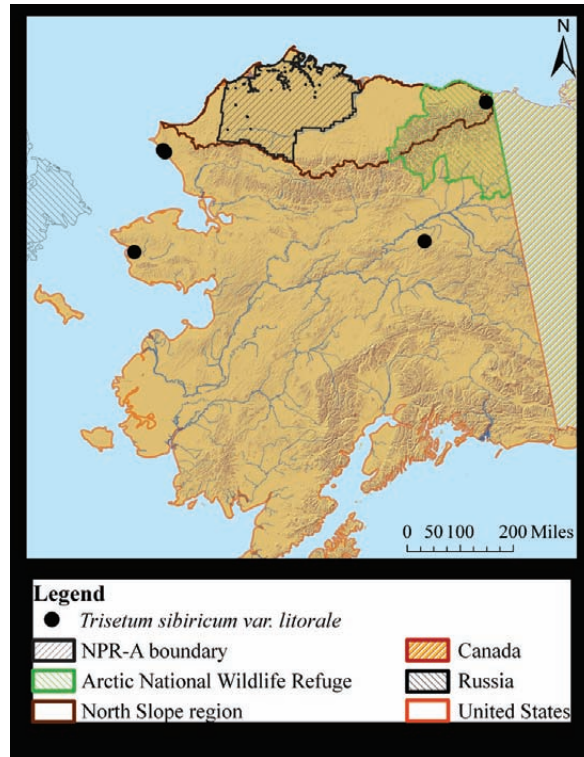 N
0 50 100 200 Miles
Legend
Trisetum sibiricum var. litorale
NPR-A boundary
Canada
Arctic National Wildlife Refuge
Russia
North Slope region
United States